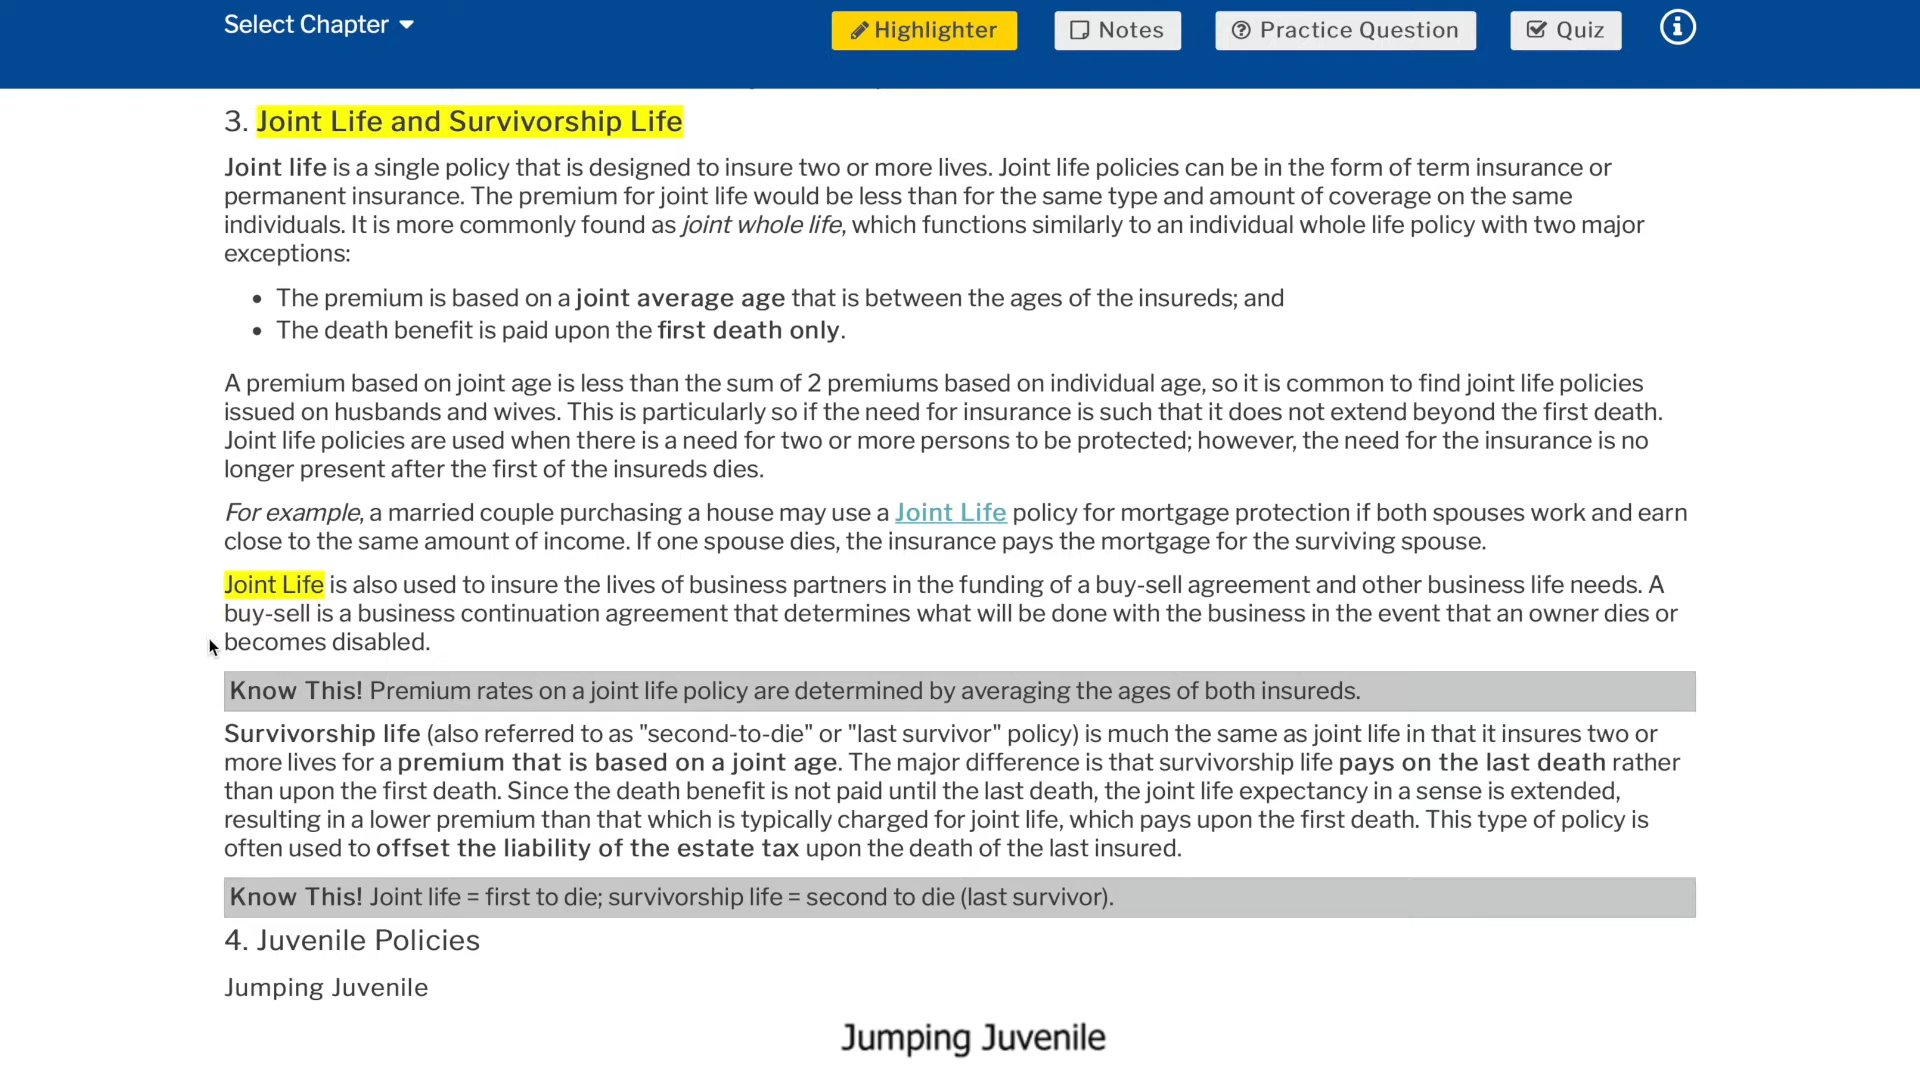 Select Chapter
Highlighter
Notes
Practice Question
Quiz
3. Joint Life and Survivorship Life
Joint life is a single policy that is designed to insure two or more lives. Joint life policies can be in the form of term insurance or
permanent insurance. The premium for joint life would be less than for the same type and amount of coverage on the same
individuals. It is more commonly found as joint whole life, which functions similarly to an individual whole life policy with two major
exceptions:
• The premium is based on a joint average age that is between the ages of the insureds; and
• The death benefit is paid upon the first death only.
A premium based on joint age is less than the sum of 2 premiums based on individual age, so it is common to find joint life policies
issued on husbands and wives. This is particularly so if the need for insurance is such that it does not extend beyond the first death.
Joint life policies are used when there is a need for two or more persons to be protected; however, the need for the insurance is no
longer present after the first of the insureds dies.
For example, a married couple purchasing a house may use a Joint Life policy for mortgage protection if both spouses work and earn
close to the same amount of income. If one spouse dies, the insurance pays the mortgage for the surviving spouse.
Joint Life is also used to insure the lives of business partners in the funding of a buy-sell agreement and other business life needs. A
buy-sell is a business continuation agreement that determines what will be done with the business in the event that an owner dies or
becomes disabled.
Know This! Premium rates on a joint life policy are determined by averaging the ages of both insureds.
Survivorship life (also referred to as "second-to-die" or "last survivor" policy) is much the same as joint life in that it insures two or
more lives for a premium that is based on a joint age. The major difference is that survivorship life pays on the last death rather
than upon the first death. Since the death benefit is not paid until the last death, the joint life expectancy in a sense is extended,
resulting in a lower premium than that which is typically charged for joint life, which pays upon the first death. This type of policy is
often used to offset the liability of the estate tax upon the death of the last insured.
Know This! Joint life = first to die; survivorship life = second to die (last survivor).
4. Juvenile Policies
Jumping Juvenile
Jumping Juvenile